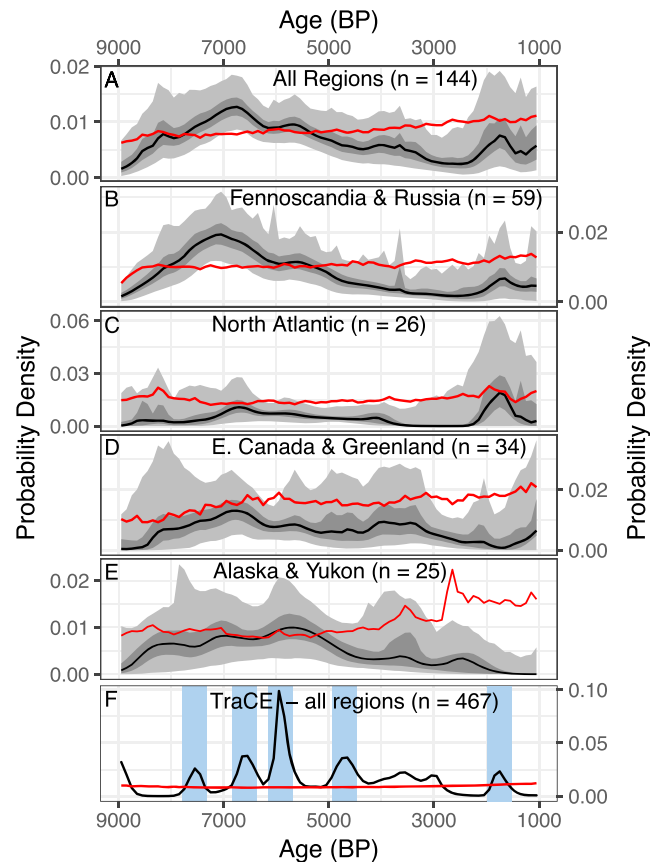 Age (BP)
9000 7000 5000 3000 1000
A All Regions (n = 144)
0.02
0.01
0.00
B Fennoscandia & Russia (n = 59)
0.02
0.00
C North Atlantic (n = 26)
0.06
0.03
0.00
D E. Canada & Greenland (n = 34)
0.02
0.00
E Alaska & Yukon (n = 25)
0.02
0.01
0.00
F TraCE – all regions (n = 467)
0.10
0.05
0.00
9000 7000 5000 3000 1000
Age (BP)
Probability Density
Probability Density